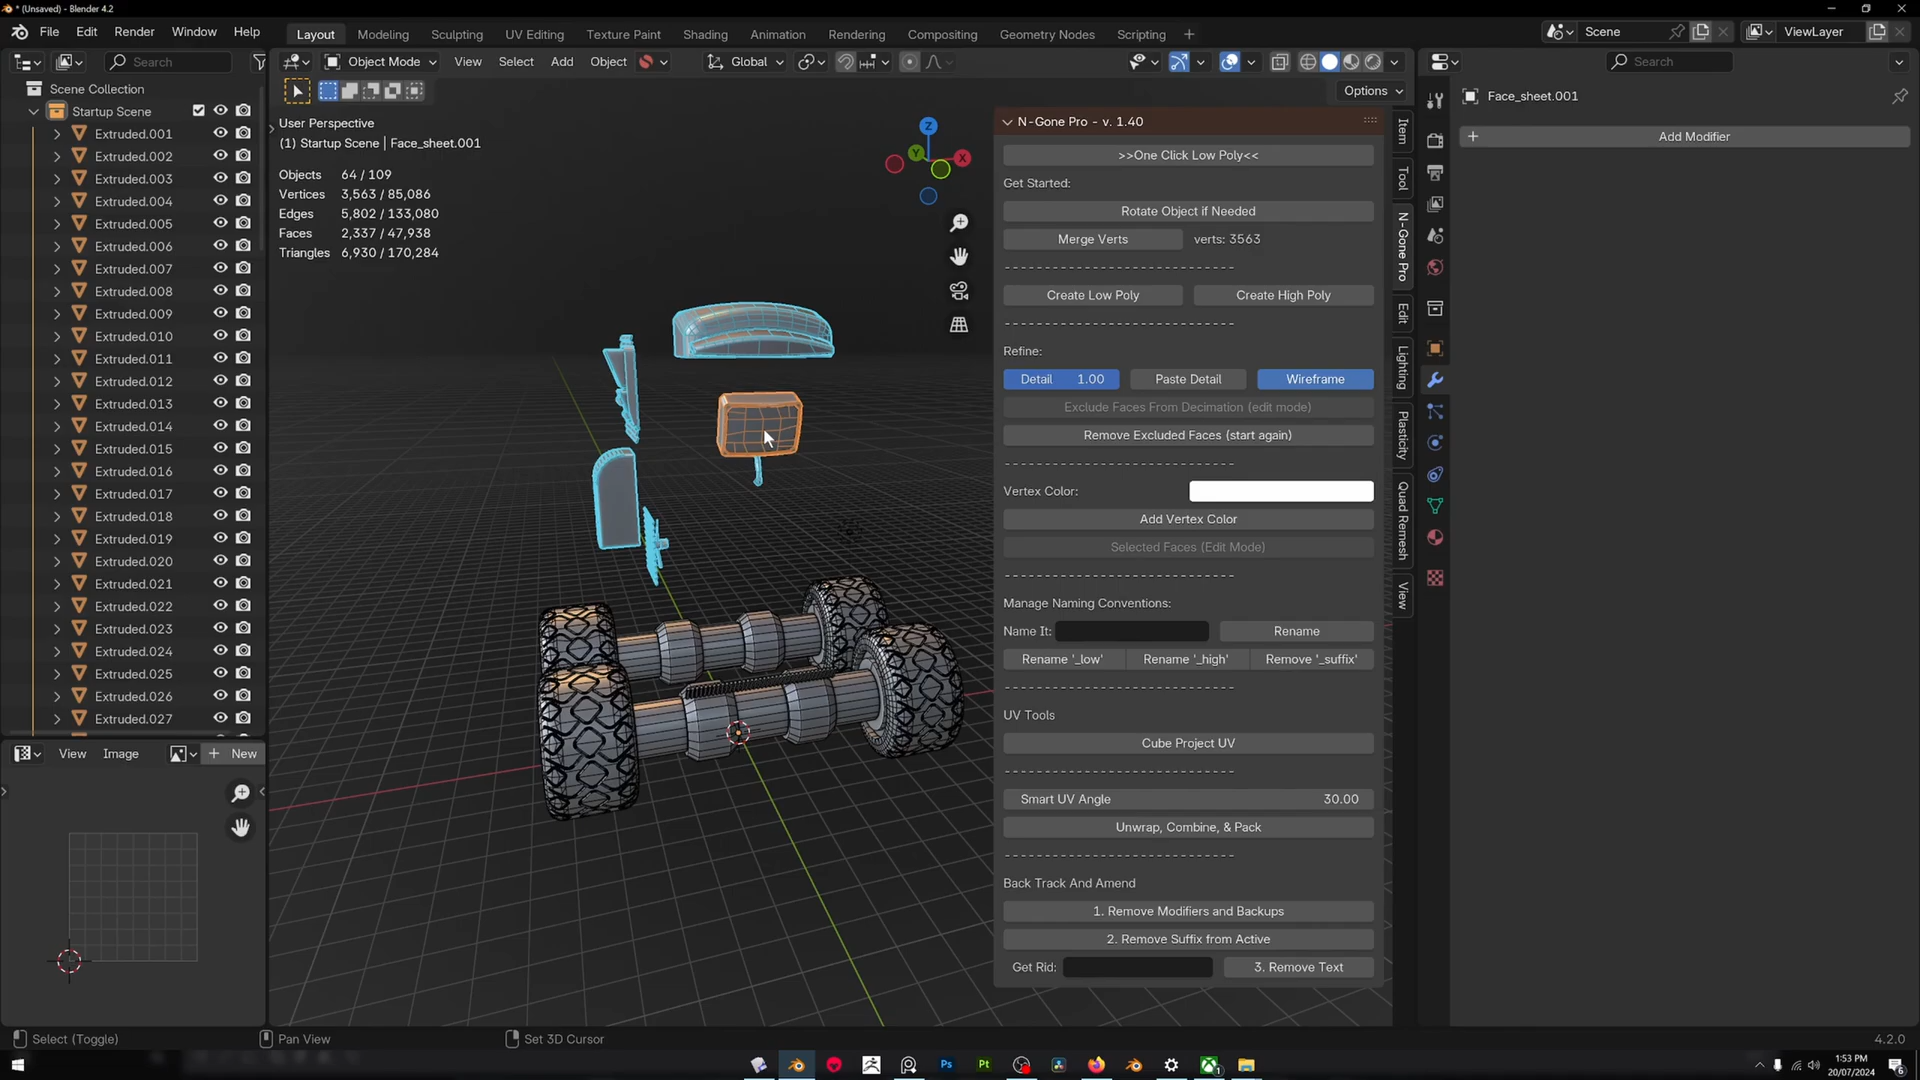 * (Unsaved) - Blender 4.2
File Edit Render Window Help
Layout Modeling Sculpting UV Editing Texture Paint Shading Animation Rendering Compositing Geometry Nodes Scripting +
Scene
ViewLayer
Search
Object Mode View Select Add Object
Global
Search
Options
Scene Collection
Startup Scene
Extruded.001
Extruded.002
Extruded.003
Extruded.004
Extruded.005
Extruded.006
Extruded.007
Extruded.008
Extruded.009
Extruded.010
Extruded.011
Extruded.012
Extruded.013
Extruded.014
Extruded.015
Extruded.016
Extruded.017
Extruded.018
Extruded.019
Extruded.020
Extruded.021
Extruded.022
Extruded.023
Extruded.024
Extruded.025
Extruded.026
Extruded.027
View Image + New
User Perspective
(1) Startup Scene | Face_sheet.001
Objects 64 / 109
Vertices 3,563 / 85,086
Edges 5,802 / 133,080
Faces 2,337 / 47,938
Triangles 6,930 / 170,284
Z
Y
X
N-Gone Pro - v. 1.40
>>One Click Low Poly<<
Get Started:
Rotate Object if Needed
Merge Verts verts: 3563
Create Low Poly Create High Poly
Refine:
Detail 1.00 Paste Detail Wireframe
Exclude Faces From Decimation (edit mode)
Remove Excluded Faces (start again)
Vertex Color:
Add Vertex Color
Selected Faces (Edit Mode)
Manage Naming Conventions:
Name It: Rename
Rename '_low' Rename '_high' Remove '_suffix'
UV Tools
Cube Project UV
Smart UV Angle 30.00
Unwrap, Combine, & Pack
Back Track And Amend
1. Remove Modifiers and Backups
2. Remove Suffix from Active
Get Rid: 3. Remove Text
Item
Tool
N-Gone Pro
Edit
Lighting
Plasticity
Quad Remesh
View
Face_sheet.001
+ Add Modifier
Select (Toggle) Pan View Set 3D Cursor 4.2.0
Ps
Pt
1:53 PM
20/07/2024